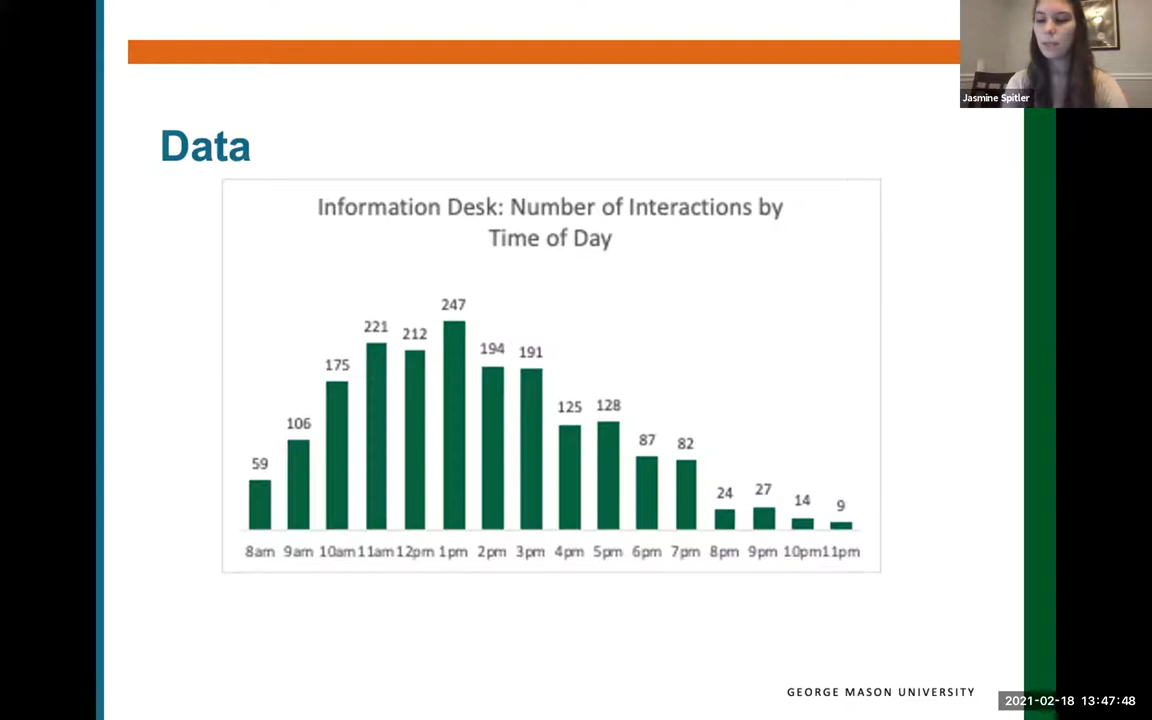 Jasmine Spitler
Data
Information Desk: Number of Interactions by
Time of Day
59
106
175
221
212
247
194
191
125
128
87
82
24
27
14
9
8am 9am 10am 11am 12pm 1pm 2pm 3pm 4pm 5pm 6pm 7pm 8pm 9pm 10pm 11pm
GEORGE MASON UNIVERSITY
2021-02-18 13:47:48